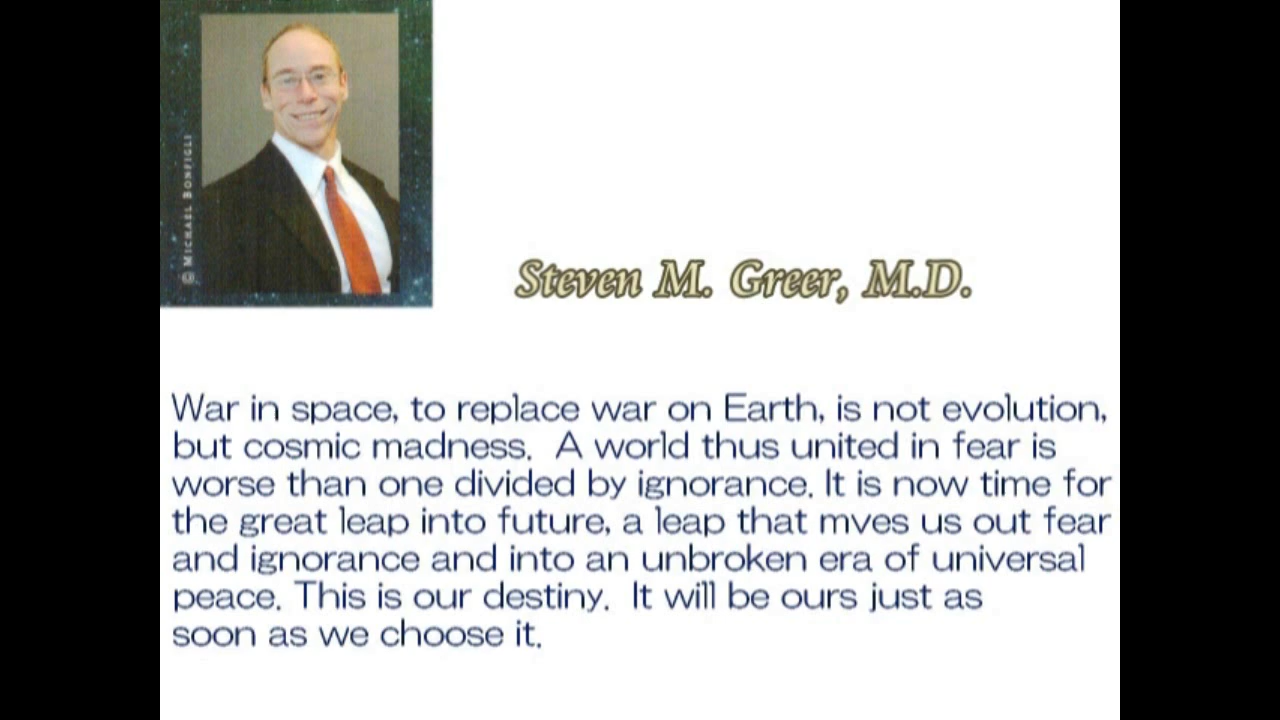 © MICHAEL BONFIGLI
Steven M. Greer, M.D.
War in space, to replace war on Earth, is not evolution,
but cosmic madness.  A world thus united in fear is
worse than one divided by ignorance. It is now time for
the great leap into future, a leap that mves us out fear
and ignorance and into an unbroken era of universal
peace. This is our destiny.  It will be ours just as
soon as we choose it.